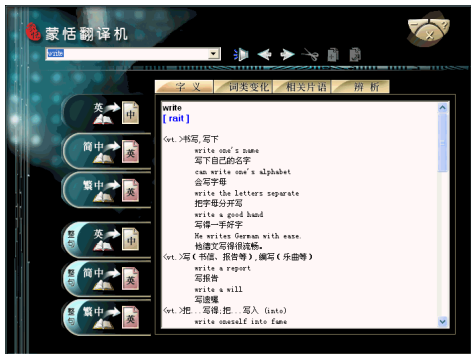 蒙恬翻译机
write
字 义 词类变化 相关片语 辨 析
英 中
简中 英
繁中 英
整句 英 中
整句 简中 英
整句 繁中 英
write
[ rait ]
<vt.>书写,写下
write one's name
写下自己的名字
can write one's alphabet
会写字母
write the letters separate
把字母分开写
write a good hand
写得一手好字
He writes German with ease.
他德文写得很流畅。
<vt.>写(书信、报告等),编写(乐曲等)
write a report
写报告
write a will
写遗嘱
<vt.>把...写得;把...写入 (into)
write oneself into fame